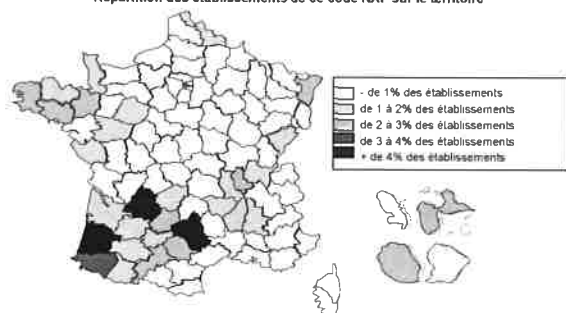 Répartition des établissements de ce code NAF sur le territoire
- de 1% des établissements
de 1 à 2% des établissements
de 2 à 3% des établissements
de 3 à 4% des établissements
+ de 4% des établissements